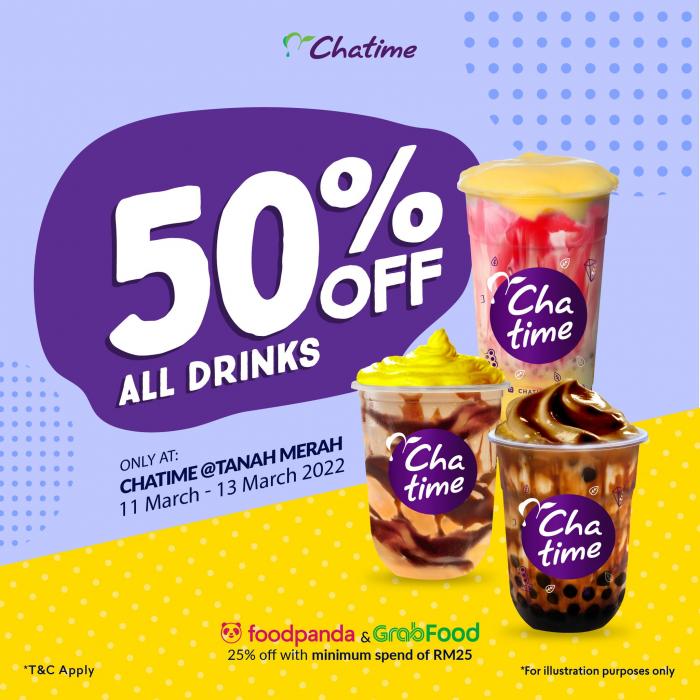 Chatime
50% OFF
ALL DRINKS
ONLY AT:
CHATIME @TANAH MERAH
11 March - 13 March 2022
Cha
time
Cha
time
Cha
time
foodpanda & GrabFood
25% off with minimum spend of RM25
*T&C Apply
*For illustration purposes only